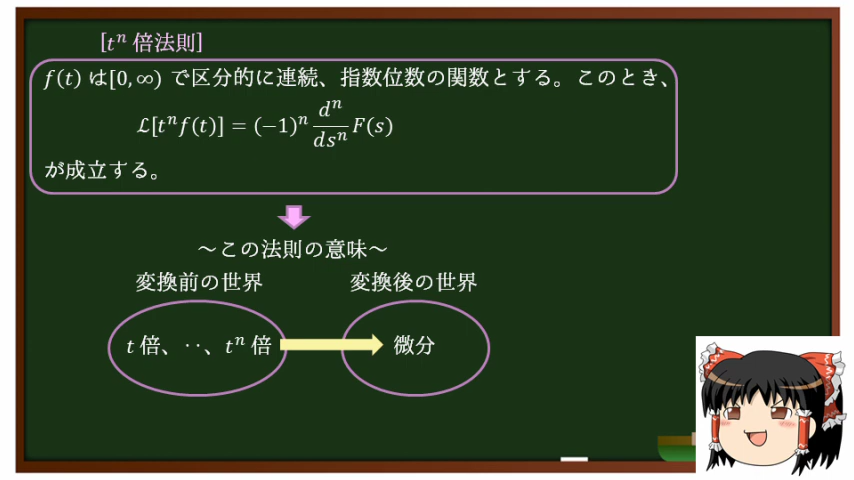 [tⁿ 倍法則]
f(t) は[0, ∞) で区分的に連続、指数位数の関数とする。このとき、
ℒ[tⁿf(t)] = (−1)ⁿ dⁿ/dsⁿ F(s)
が成立する。
～この法則の意味～
変換前の世界 変換後の世界
t 倍、‥、tⁿ 倍 微分